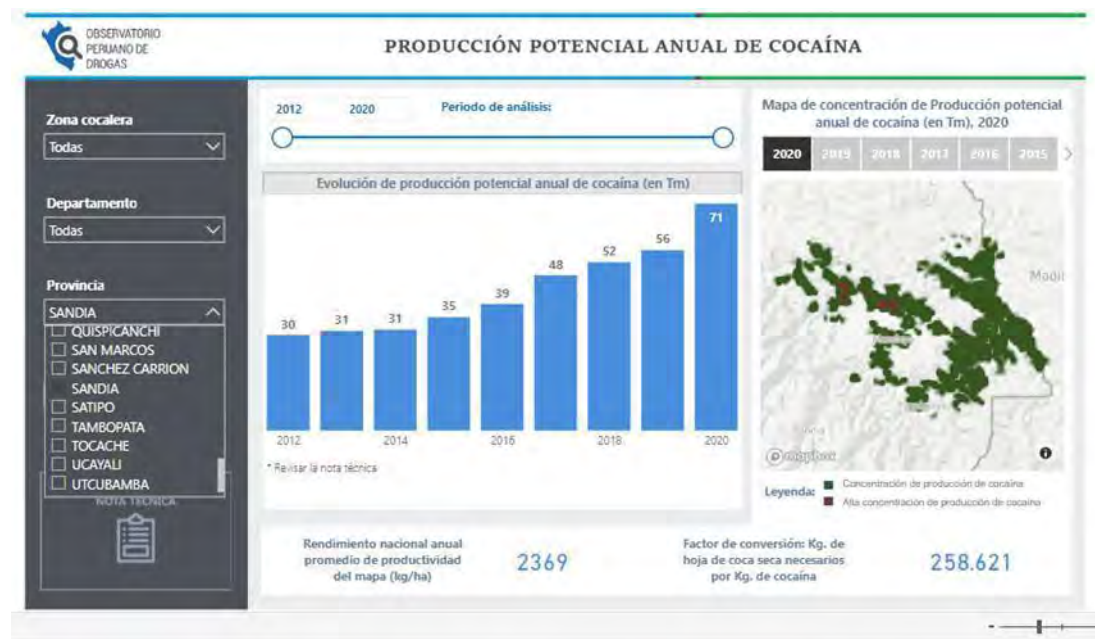 OBSERVATORIO
PERUANO DE
DROGAS
PRODUCCIÓN POTENCIAL ANUAL DE COCAÍNA
Zona cocalera
Todas
Departamento
Todas
Provincia
SANDIA
QUISPICANCHI
SAN MARCOS
SANCHEZ CARRION
SANDIA
SATIPO
TAMBOPATA
TOCACHE
UCAYALI
UTCUBAMBA
NOTA TÉCNICA
2012 2020 Periodo de análisis:
Evolución de producción potencial anual de cocaína (en Tm)
30 31 31 35 39 48 52 56 71
2012 2014 2016 2018 2020
* Revisar la nota técnica
Mapa de concentración de Producción potencial
anual de cocaína (en Tm), 2020
2020 2019 2018 2017 2016 2015
mapbox
Leyenda: Concentración de producción de cocaína
Alta concentración de producción de cocaína
Rendimiento nacional anual
promedio de productividad
del mapa (kg/ha)
2369
Factor de conversión: Kg. de
hoja de coca seca necesarios
por Kg. de cocaína
258.621